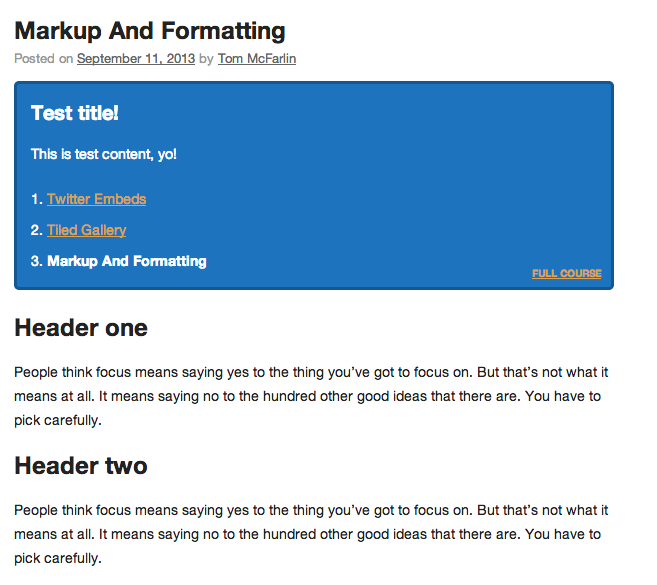 Markup And Formatting
Posted on September 11, 2013 by Tom McFarlin
Test title!
This is test content, yo!
1. Twitter Embeds
2. Tiled Gallery
3. Markup And Formatting
FULL COURSE
Header one
People think focus means saying yes to the thing you’ve got to focus on. But that’s not what it
means at all. It means saying no to the hundred other good ideas that there are. You have to
pick carefully.
Header two
People think focus means saying yes to the thing you’ve got to focus on. But that’s not what it
means at all. It means saying no to the hundred other good ideas that there are. You have to
pick carefully.